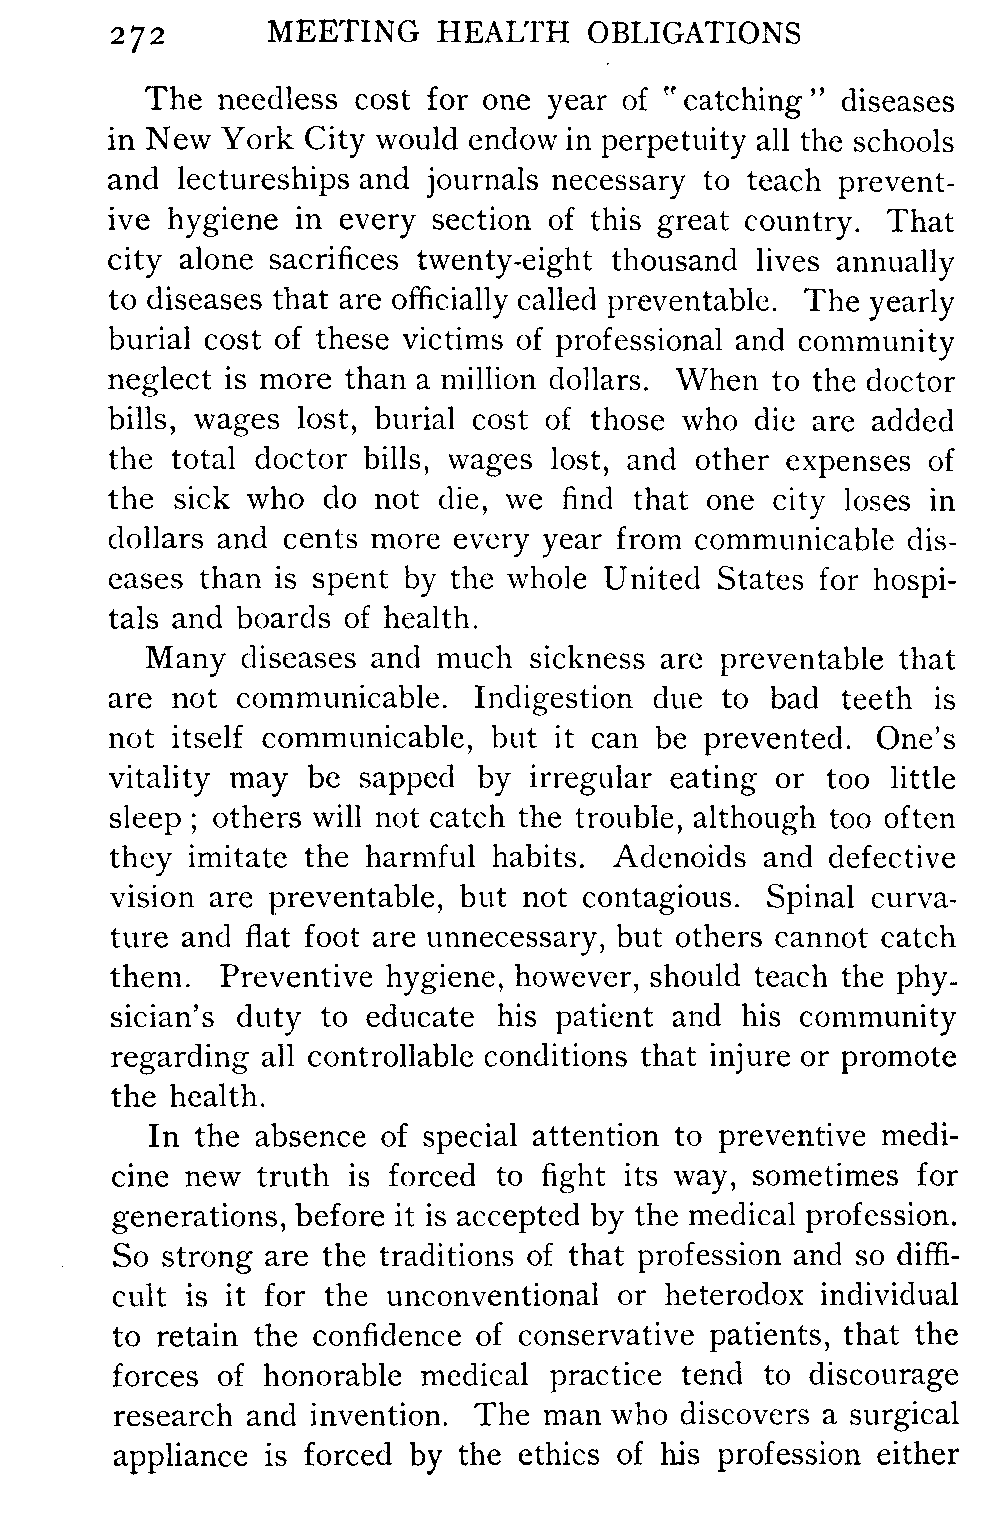 272 MEETING HEALTH OBLIGATIONS
The needless cost for one year of "catching" diseases
in New York City would endow in perpetuity all the schools
and lectureships and journals necessary to teach prevent-
ive hygiene in every section of this great country. That
city alone sacrifices twenty-eight thousand lives annually
to diseases that are officially called preventable. The yearly
burial cost of these victims of professional and community
neglect is more than a million dollars. When to the doctor
bills, wages lost, burial cost of those who die are added
the total doctor bills, wages lost, and other expenses of
the sick who do not die, we find that one city loses in
dollars and cents more every year from communicable dis-
eases than is spent by the whole United States for hospi-
tals and boards of health.
Many diseases and much sickness are preventable that
are not communicable. Indigestion due to bad teeth is
not itself communicable, but it can be prevented. One's
vitality may be sapped by irregular eating or too little
sleep; others will not catch the trouble, although too often
they imitate the harmful habits. Adenoids and defective
vision are preventable, but not contagious. Spinal curva-
ture and flat foot are unnecessary, but others cannot catch
them. Preventive hygiene, however, should teach the phy-
sician's duty to educate his patient and his community
regarding all controllable conditions that injure or promote
the health.
In the absence of special attention to preventive medi-
cine new truth is forced to fight its way, sometimes for
generations, before it is accepted by the medical profession.
So strong are the traditions of that profession and so diffi-
cult is it for the unconventional or heterodox individual
to retain the confidence of conservative patients, that the
forces of honorable medical practice tend to discourage
research and invention. The man who discovers a surgical
appliance is forced by the ethics of his profession either